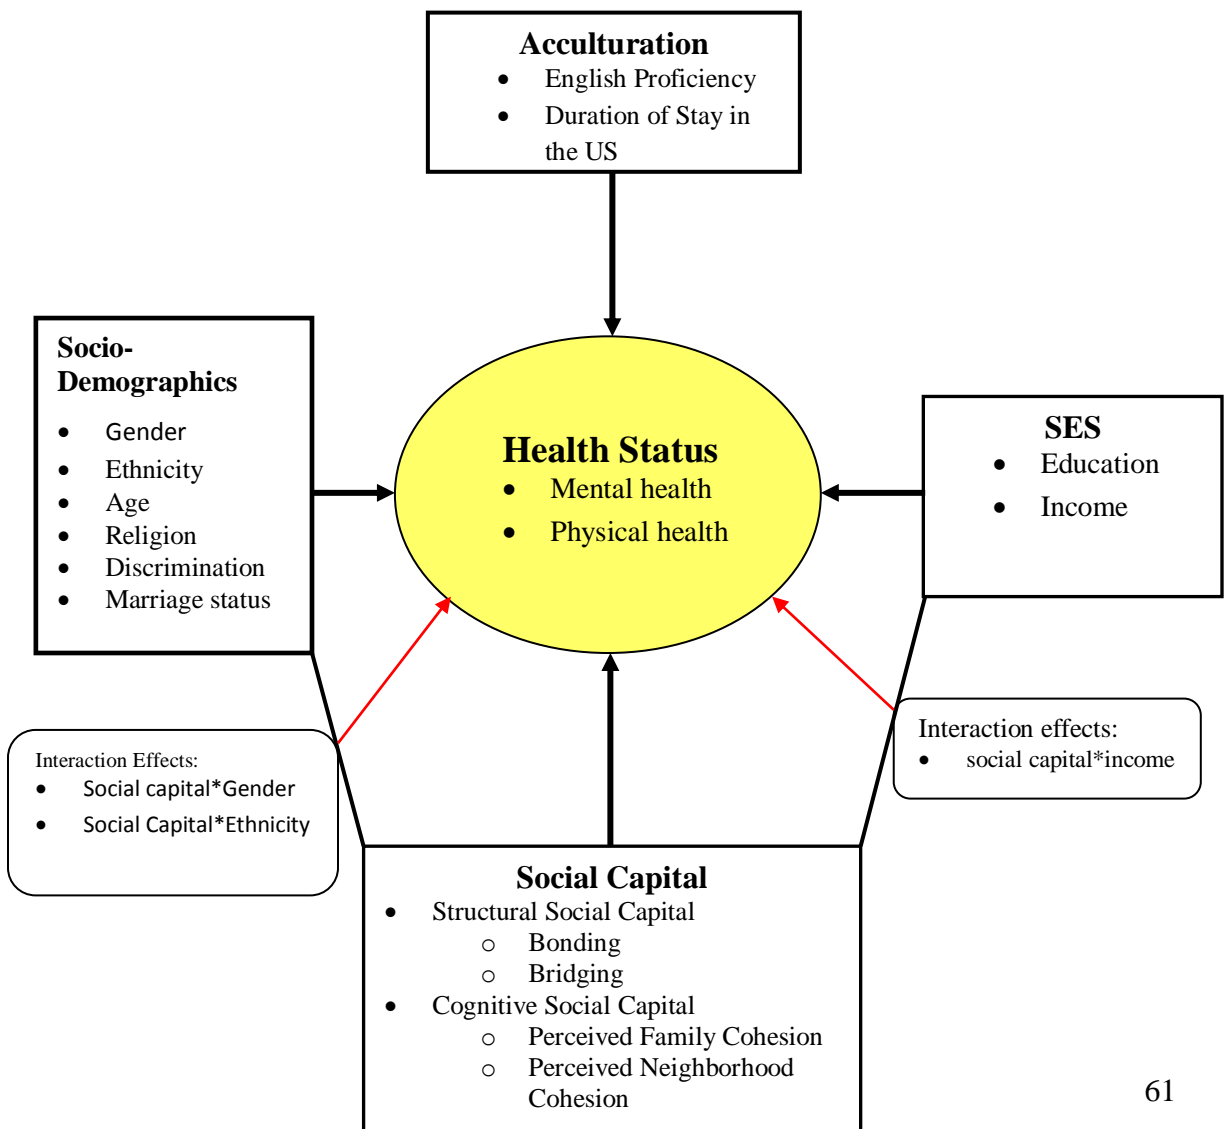 Acculturation
• English Proficiency
• Duration of Stay in
the US
Socio-
Demographics
• Gender
• Ethnicity
• Age
• Religion
• Discrimination
• Marriage status
Health Status
• Mental health
• Physical health
SES
• Education
• Income
Interaction Effects:
• Social capital*Gender
• Social Capital*Ethnicity
Interaction effects:
• social capital*income
Social Capital
• Structural Social Capital
o Bonding
o Bridging
• Cognitive Social Capital
o Perceived Family Cohesion
o Perceived Neighborhood
Cohesion
61